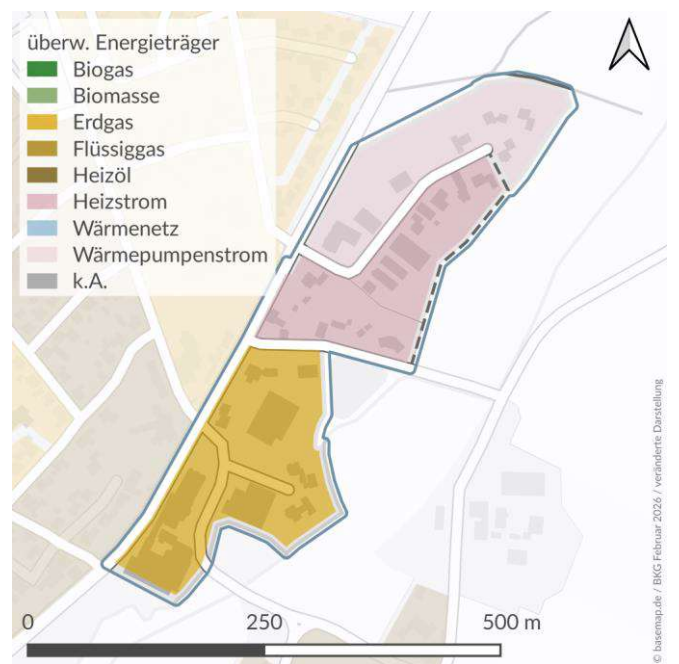 überw. Energieträger
Biogas
Biomasse
Erdgas
Flüssiggas
Heizöl
Heizstrom
Wärmenetz
Wärmepumpenstrom
k.A.
0 250 500 m
© basemap.de / BKG Februar 2026 / veränderte Darstellung